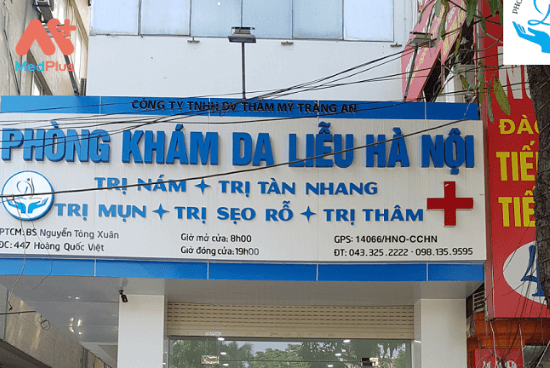 MedPlus
CÔNG TY TNHH DV THẨM MỸ TRÀNG AN
PHÒNG KHÁM DA LIỄU HÀ NỘI
TRỊ NÁM ✦ TRỊ TÀN NHANG
TRỊ MỤN ✦ TRỊ SẸO RỖ ✦ TRỊ THÂM
PTCM: BS Nguyễn Tòng Xuân
ĐC: 447 Hoàng Quốc Việt
Giờ mở cửa: 8h00
Giờ đóng cửa: 19h00
GPS: 14066/HNO-CCHN
ĐT: 043.325.2222 - 098.135.9595
ĐÀO
TIẾN
TIẾ